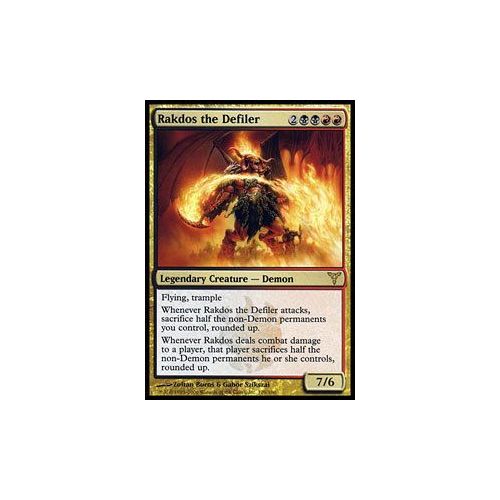 Rakdos the Defiler 2
Legendary Creature — Demon
Flying, trample
Whenever Rakdos the Defiler attacks,
sacrifice half the non-Demon permanents
you control, rounded up.
Whenever Rakdos deals combat damage
to a player, that player sacrifices half the
non-Demon permanents he or she controls,
rounded up.
Zoltan Boros & Gabor Szikszai
7/6